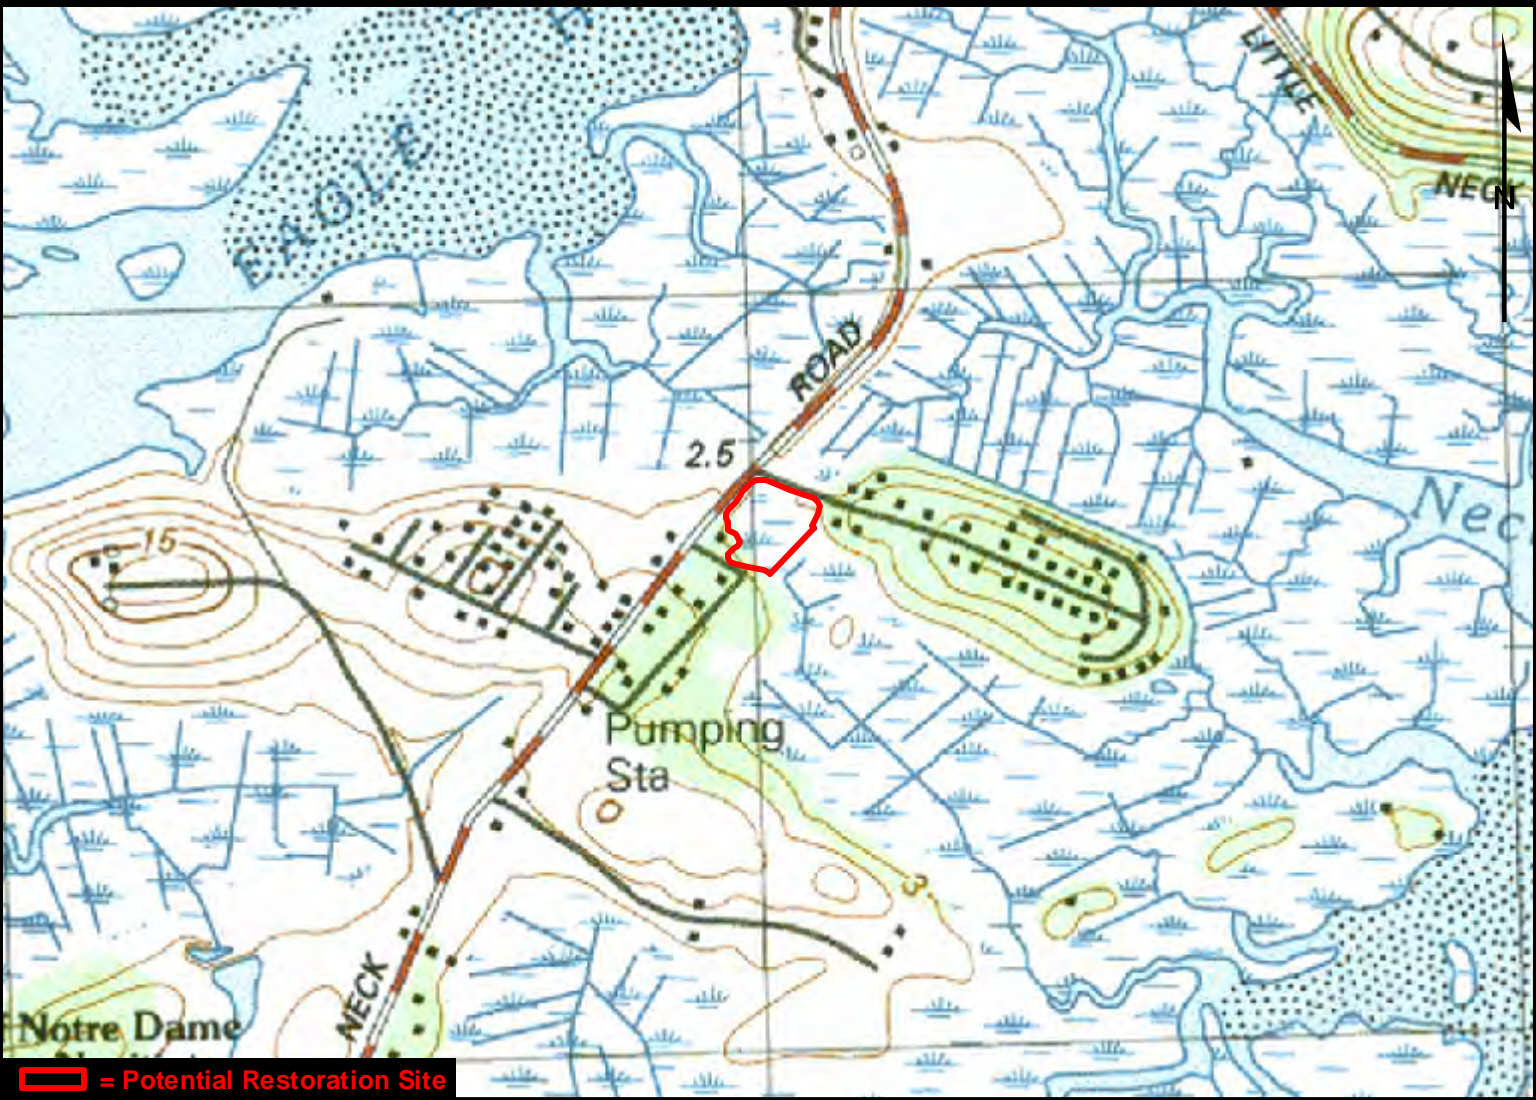 LITTLE
NECK
N
EAGLE
ROAD
2.5
Nec
15
Pumping
Sta
3
NECK
Notre Dame
= Potential Restoration Site